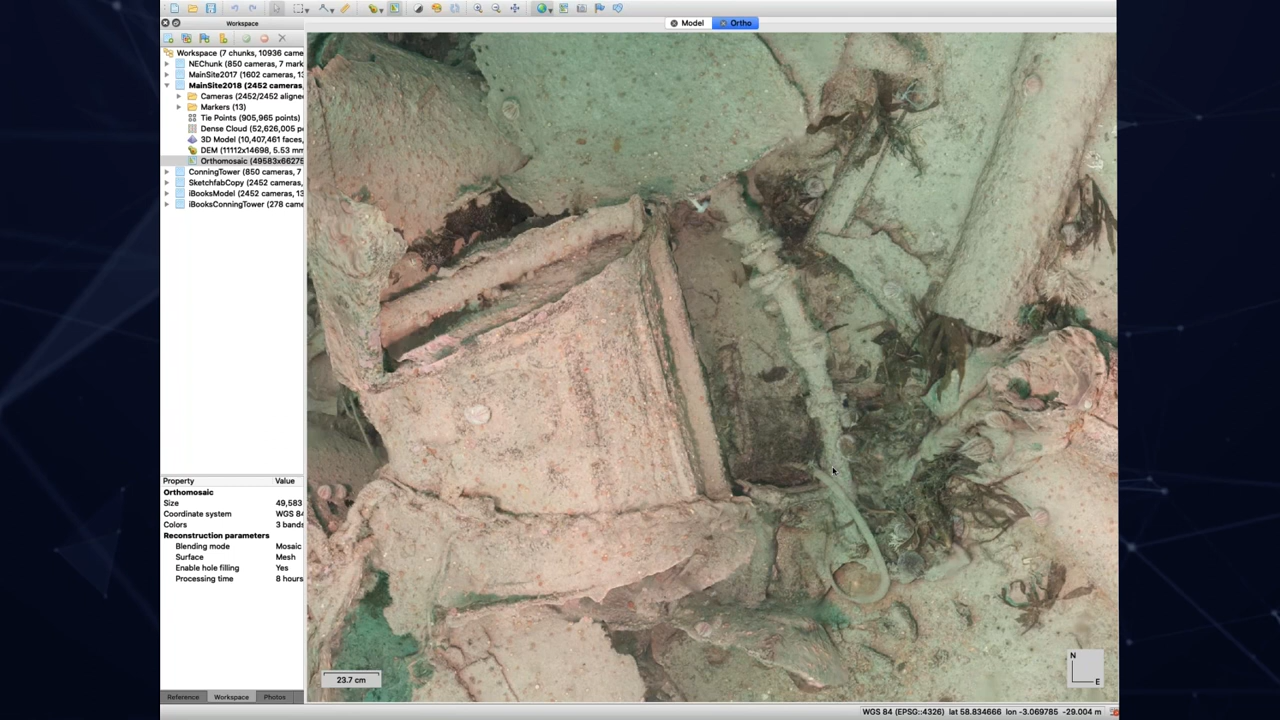 Model
Ortho
Workspace
Workspace (7 chunks, 10936 came
NEChunk (850 cameras, 7 mark
MainSite2017 (1602 cameras, 13
MainSite2018 (2452 cameras,
Cameras (2452/2452 aligne
Markers (13)
Tie Points (905,965 points)
Dense Cloud (52,626,005 p
3D Model (10,407,461 faces,
DEM (11112x14698, 5.53 mm
Orthomosaic (49583x66275
ConningTower (850 cameras, 7
SketchfabCopy (2452 cameras,
iBooksModel (2452 cameras, 13
iBooksConningTower (278 came
Property Value
Orthomosaic
Size 49,583
Coordinate system WGS 84
Colors 3 bands
Reconstruction parameters
Blending mode Mosaic
Surface Mesh
Enable hole filling Yes
Processing time 8 hours
Reference Workspace Photos
23.7 cm
N
E
WGS 84 (EPSG::4326) lat 58.834666 lon -3.069785 -29.004 m